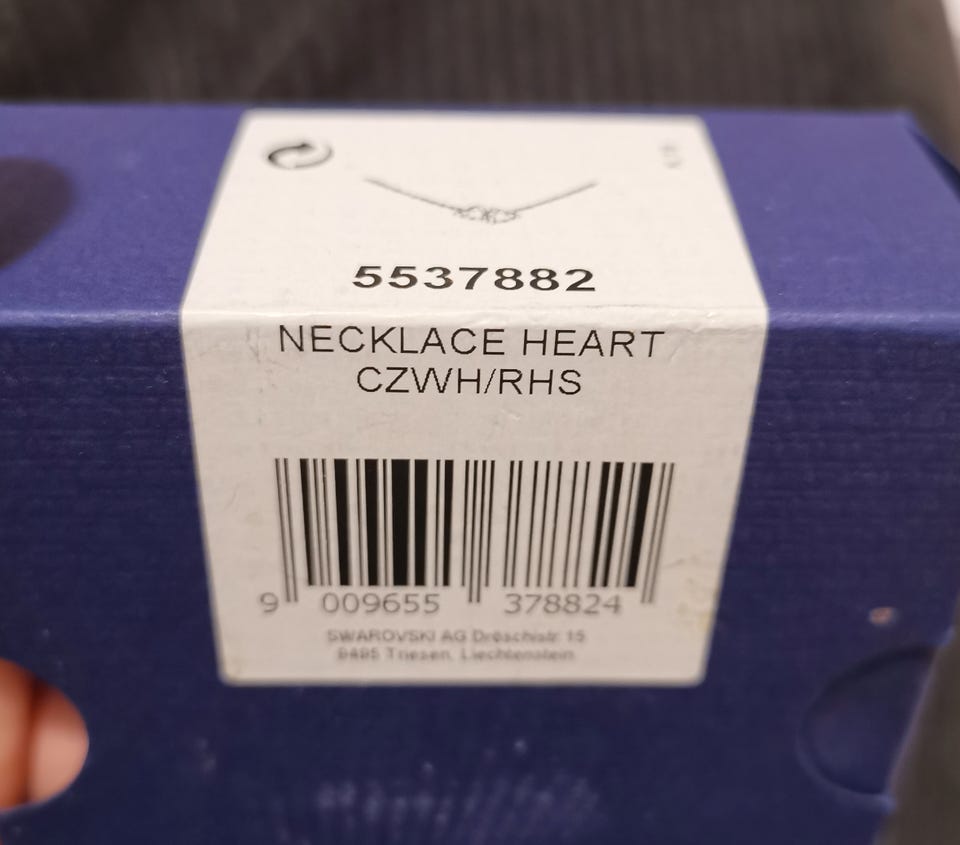 5537882
NECKLACE HEART
CZWH/RHS
9 009655 378824
SWAROVSKI AG Dröschistr. 15
9495 Triesen, Liechtenstein